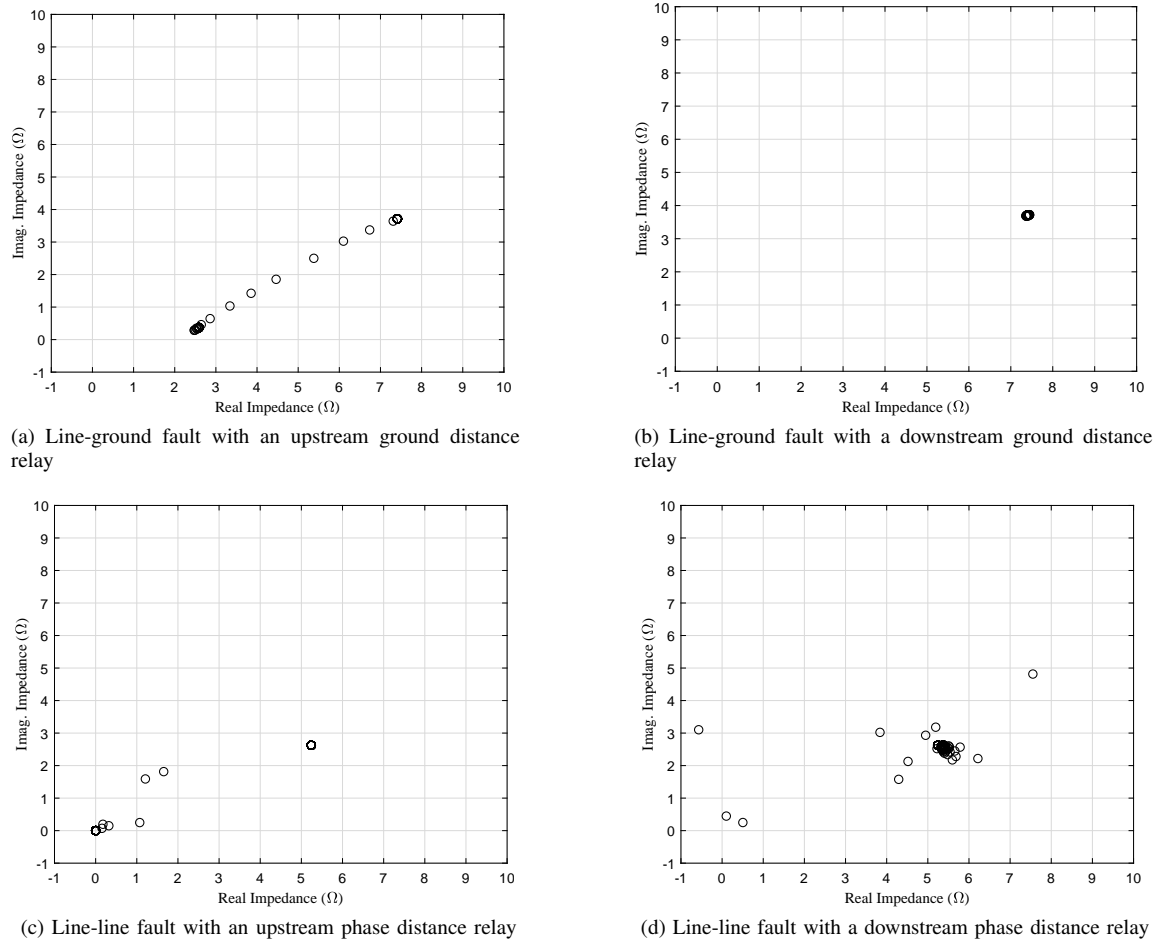 10
9
8
7
6
5
4
3
2
1
0
-1
Imag. Impedance (Ω)
-1 0 1 2 3 4 5 6 7 8 9 10
Real Impedance (Ω)
(a) Line-ground fault with an upstream ground distance
relay
10
9
8
7
6
5
4
3
2
1
0
-1
Imag. Impedance (Ω)
-1 0 1 2 3 4 5 6 7 8 9 10
Real Impedance (Ω)
(b) Line-ground fault with a downstream ground distance
relay
10
9
8
7
6
5
4
3
2
1
0
-1
Imag. Impedance (Ω)
-1 0 1 2 3 4 5 6 7 8 9 10
Real Impedance (Ω)
(c) Line-line fault with an upstream phase distance relay
10
9
8
7
6
5
4
3
2
1
0
-1
Imag. Impedance (Ω)
-1 0 1 2 3 4 5 6 7 8 9 10
Real Impedance (Ω)
(d) Line-line fault with a downstream phase distance relay